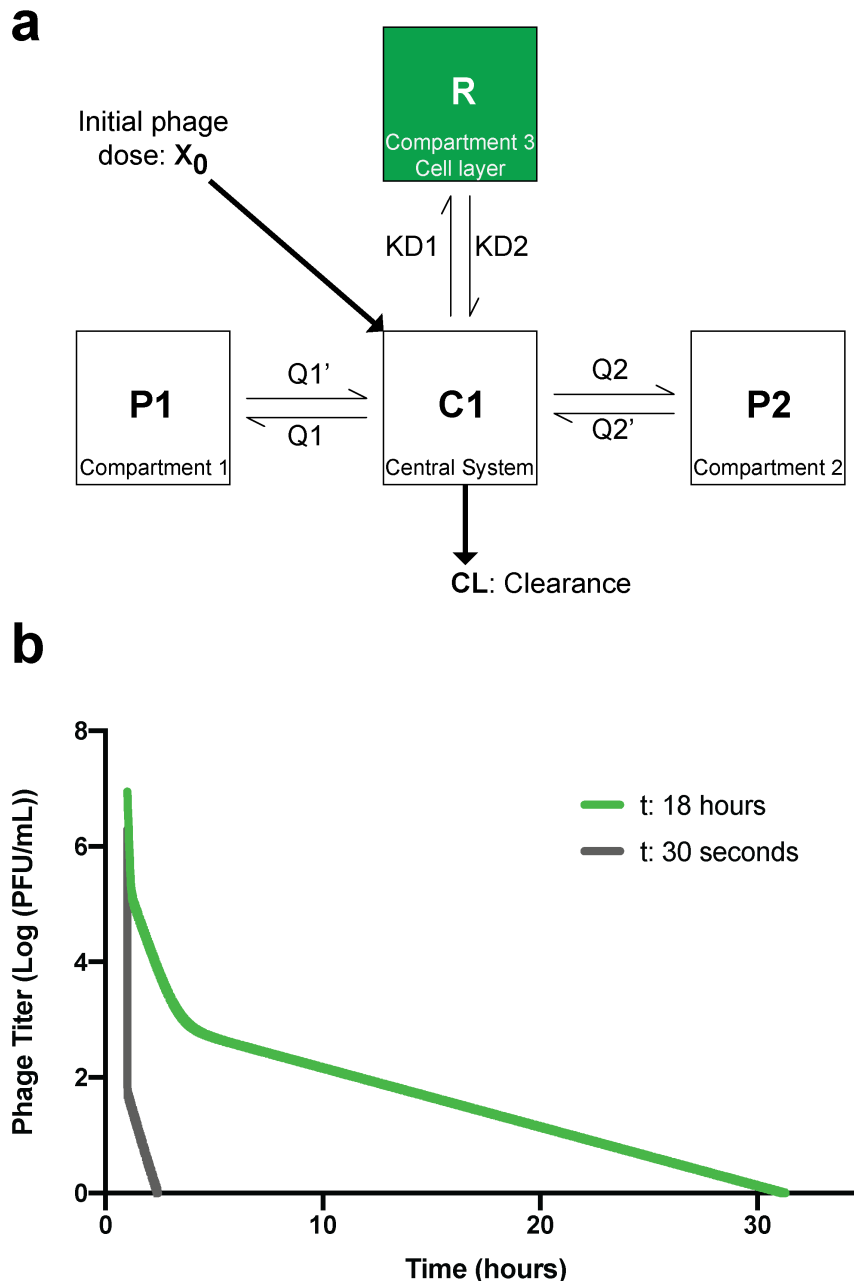 a
R
Compartment 3
Cell layer
Initial phage
dose: X0
KD1
KD2
Q1’
Q1
Q2
Q2’
P1
Compartment 1
C1
Central System
P2
Compartment 2
CL: Clearance
b
Phage Titer (Log (PFU/mL))
8
6
4
2
0
t: 18 hours
t: 30 seconds
0
10
20
30
Time (hours)